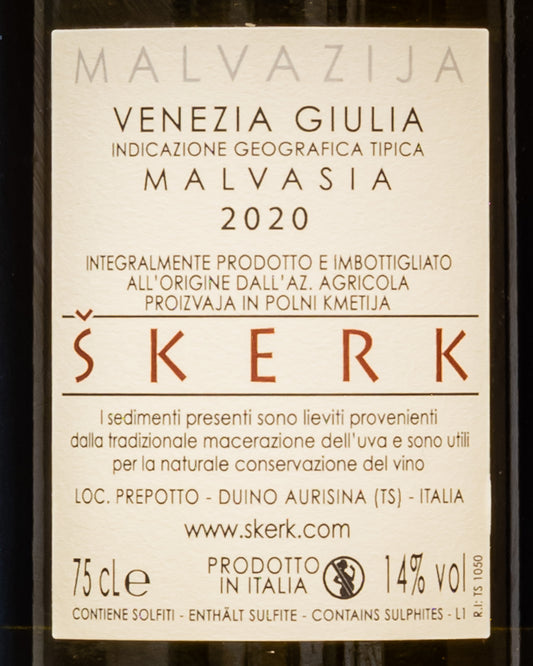 MALVAZIJA
VENEZIA GIULIA
INDICAZIONE GEOGRAFICA TIPICA
MALVASIA
2020
INTEGRALMENTE PRODOTTO E IMBOTTIGLIATO
ALL'ORIGINE DALL'AZ. AGRICOLA
PROIZVAJA IN POLNI KMETIJA
ŠKERK
I sedimenti presenti sono lieviti provenienti
dalla tradizionale macerazione dell'uva e sono utili
per la naturale conservazione del vino
LOC. PREPOTTO - DUINO AURISINA (TS) - ITALIA
www.skerk.com
75 cL e
PRODOTTO
IN ITALIA
14% vol
CONTIENE SOLFITI - ENTHÄLT SULFITE - CONTAINS SULPHITES - L1
R.I: TS 1050